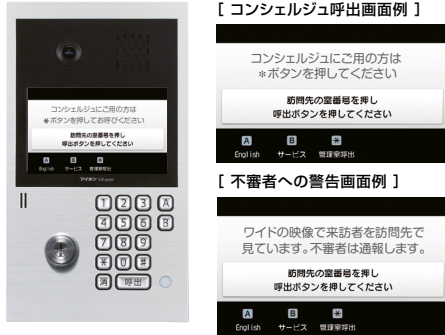 [ コンシェルジュ呼出画面例 ]
コンシェルジュにご用の方は
＊ボタンを押してお呼びください
訪問先の室番号を押し
呼出ボタンを押してください
A B ＊
English サービス 管理室呼出
アイホン
1 2 3 A
4 5 6 B
7 8 9
＊ 0 #
消 呼出
コンシェルジュにご用の方は
＊ボタンを押してください
訪問先の室番号を押し
呼出ボタンを押してください
A B ＊
English サービス 管理室呼出
[ 不審者への警告画面例 ]
ワイドの映像で来訪者を訪問先で
見ています。不審者は通報します。
訪問先の室番号を押し
呼出ボタンを押してください
A B ＊
English サービス 管理室呼出